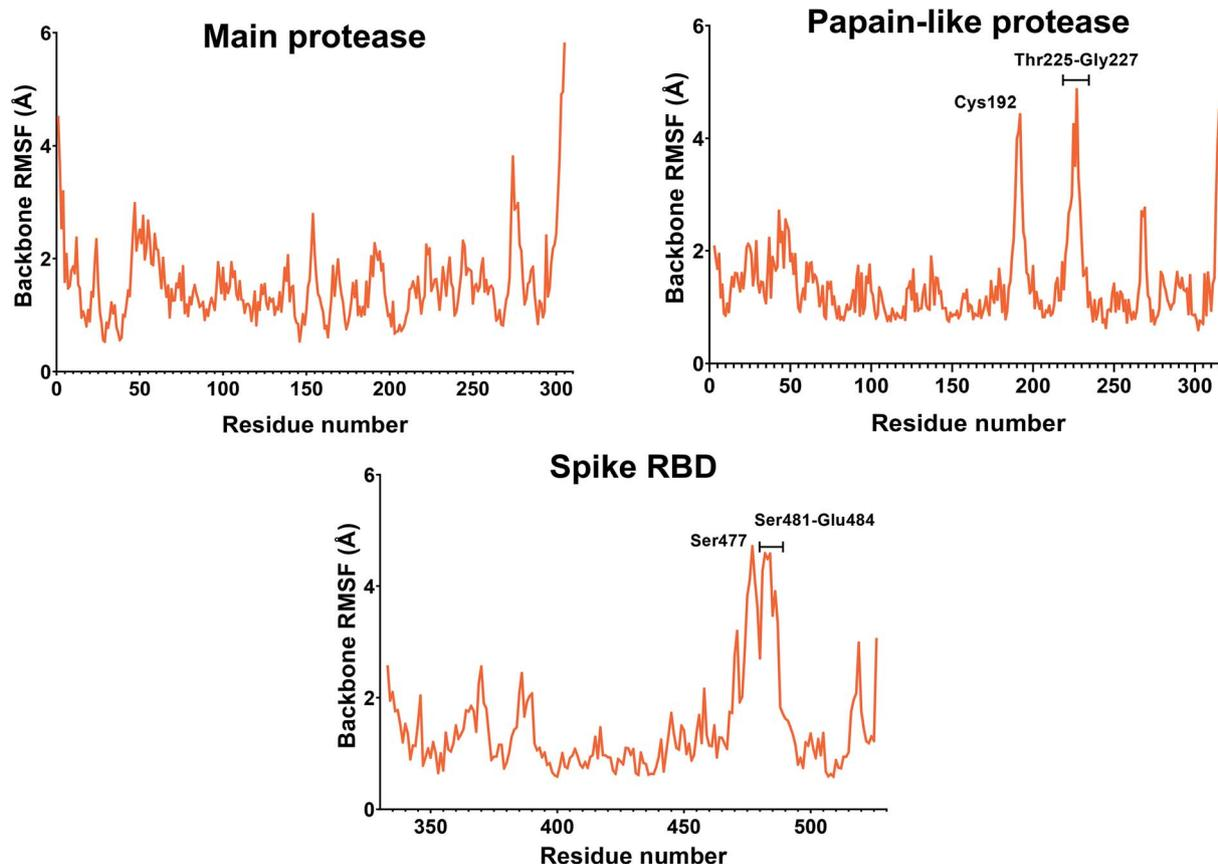 Main protease
Backbone RMSF (Å)
6
4
2
0
0 50 100 150 200 250 300
Residue number
Papain-like protease
Backbone RMSF (Å)
6
4
2
0
Cys192
Thr225-Gly227
0 50 100 150 200 250 300
Residue number
Spike RBD
Backbone RMSF (Å)
6
4
2
0
Ser477
Ser481-Glu484
350 400 450 500
Residue number